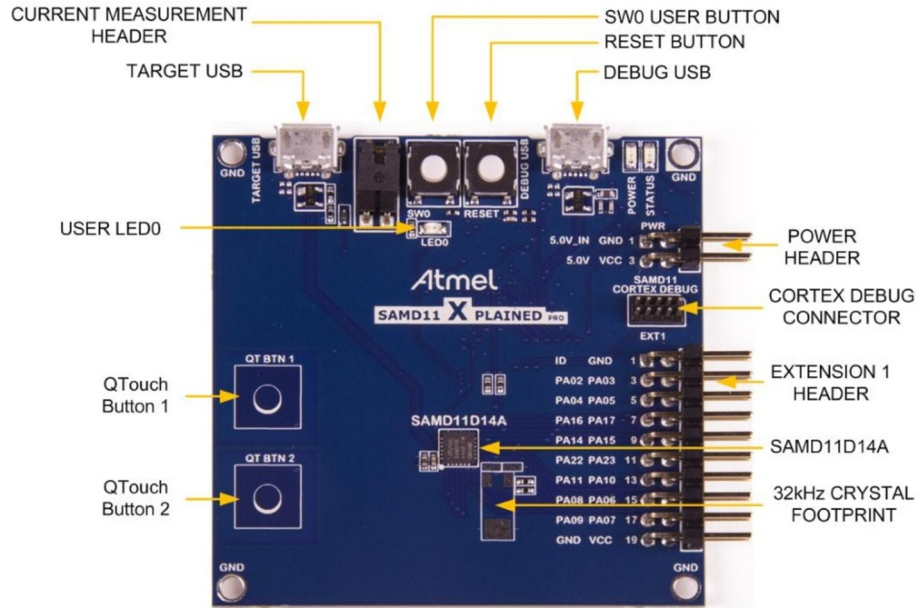 CURRENT MEASUREMENT
HEADER
TARGET USB
SW0 USER BUTTON
RESET BUTTON
DEBUG USB
GND
TARGET USB
SW0
RESET
DEBUG USB
POWER
STATUS
GND
USER LED0
LED0
PWR
5.0V_IN GND 1
5.0V VCC 3
POWER
HEADER
Atmel
SAMD11 X PLAINED PRO
SAMD11
CORTEX DEBUG
CORTEX DEBUG
CONNECTOR
EXT1
QT BTN 1
QTouch
Button 1
ID GND 1
PA02 PA03 3
PA04 PA05 5
PA16 PA17 7
PA14 PA15 9
PA22 PA23 11
PA11 PA10 13
PA08 PA06 15
PA09 PA07 17
GND VCC 19
EXTENSION 1
HEADER
SAMD11D14A
SAMD11D14A
QT BTN 2
QTouch
Button 2
32kHz CRYSTAL
FOOTPRINT
GND
GND